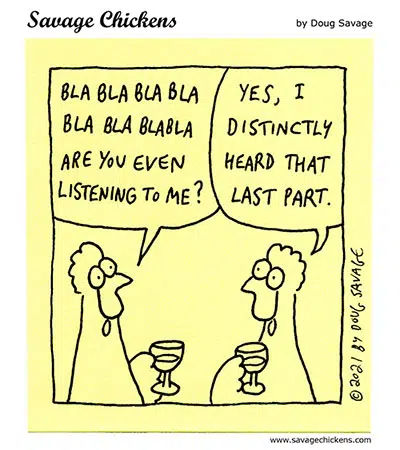 Savage Chickens
by Doug Savage
BLA BLA BLA BLA
BLA BLA BLABLA
ARE YOU EVEN
LISTENING TO ME?
YES, I
DISTINCTLY
HEARD THAT
LAST PART.
©2021 BY DOUG SAVAGE
www.savagechickens.com